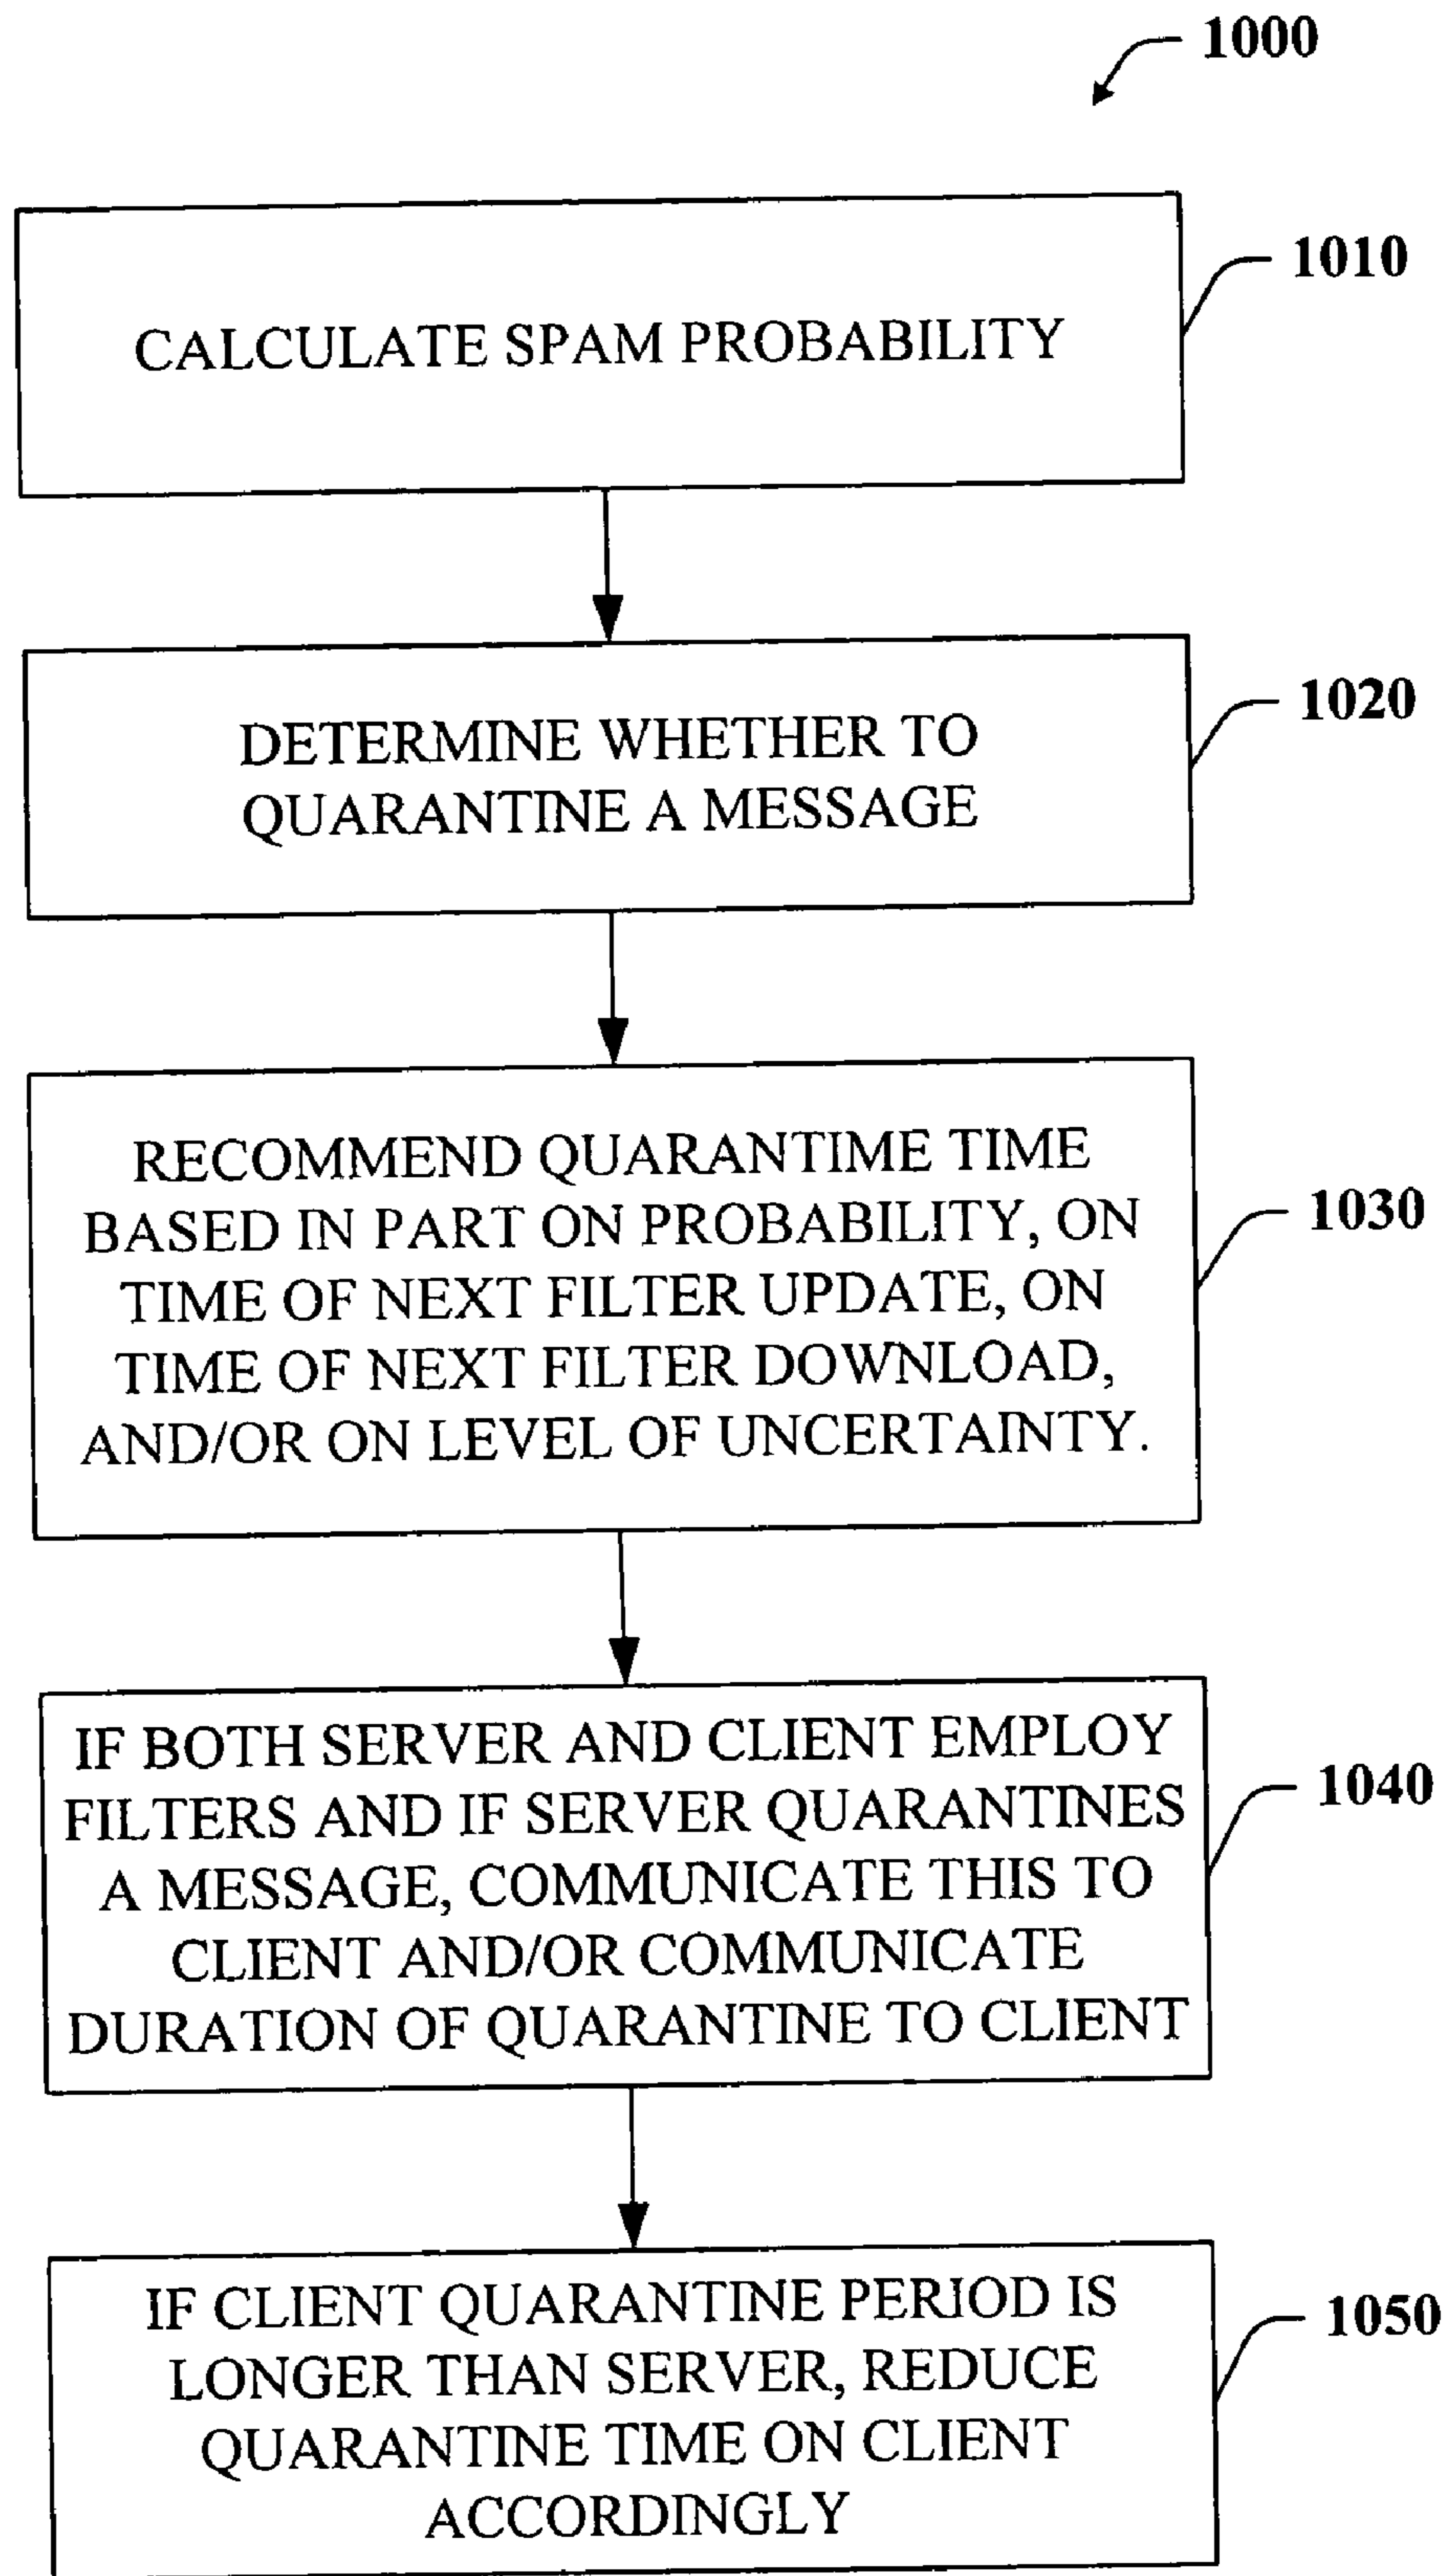 1000
CALCULATE SPAM PROBABILITY
1010
DETERMINE WHETHER TO
QUARANTINE A MESSAGE
1020
RECOMMEND QUARANTIME TIME
BASED IN PART ON PROBABILITY, ON
TIME OF NEXT FILTER UPDATE, ON
TIME OF NEXT FILTER DOWNLOAD,
AND/OR ON LEVEL OF UNCERTAINTY.
1030
IF BOTH SERVER AND CLIENT EMPLOY
FILTERS AND IF SERVER QUARANTINES
A MESSAGE, COMMUNICATE THIS TO
CLIENT AND/OR COMMUNICATE
DURATION OF QUARANTINE TO CLIENT
1040
IF CLIENT QUARANTINE PERIOD IS
LONGER THAN SERVER, REDUCE
QUARANTINE TIME ON CLIENT
ACCORDINGLY
1050